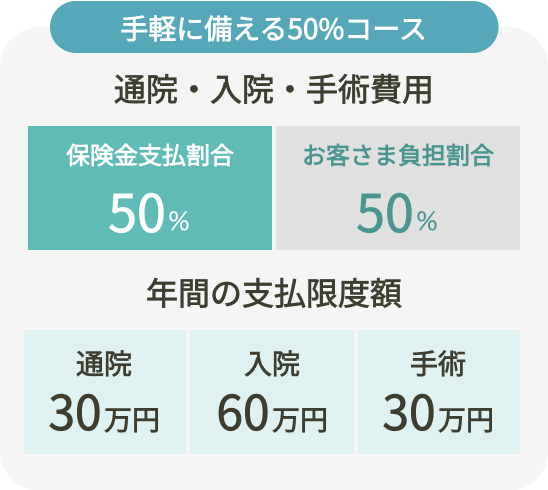 手軽に備える50%コース
通院・入院・手術費用
保険金支払割合
50%
お客さま負担割合
50%
年間の支払限度額
通院
30万円
入院
60万円
手術
30万円